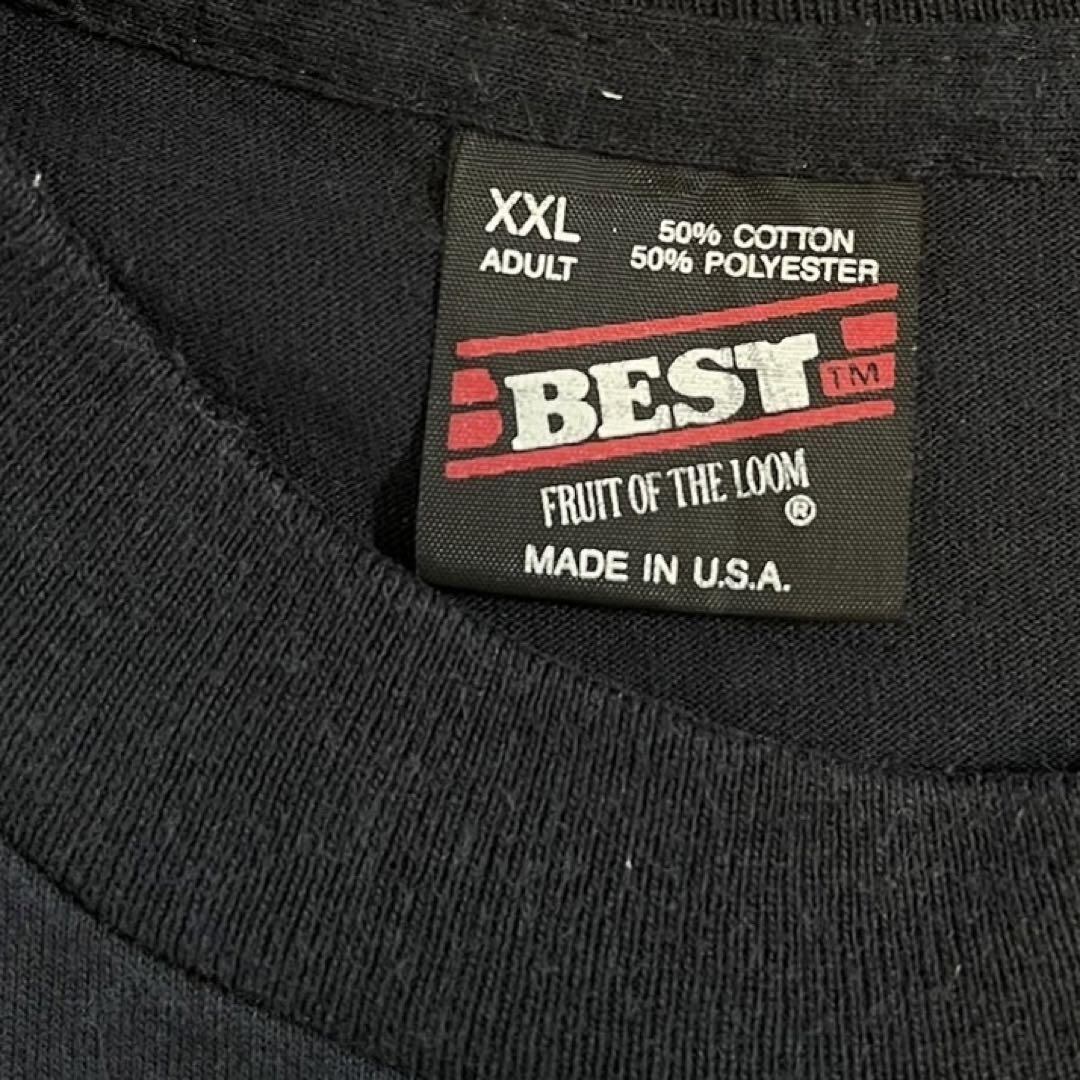 XXL
ADULT
50% COTTON
50% POLYESTER
BEST TM
FRUIT OF THE LOOM
®
MADE IN U.S.A.